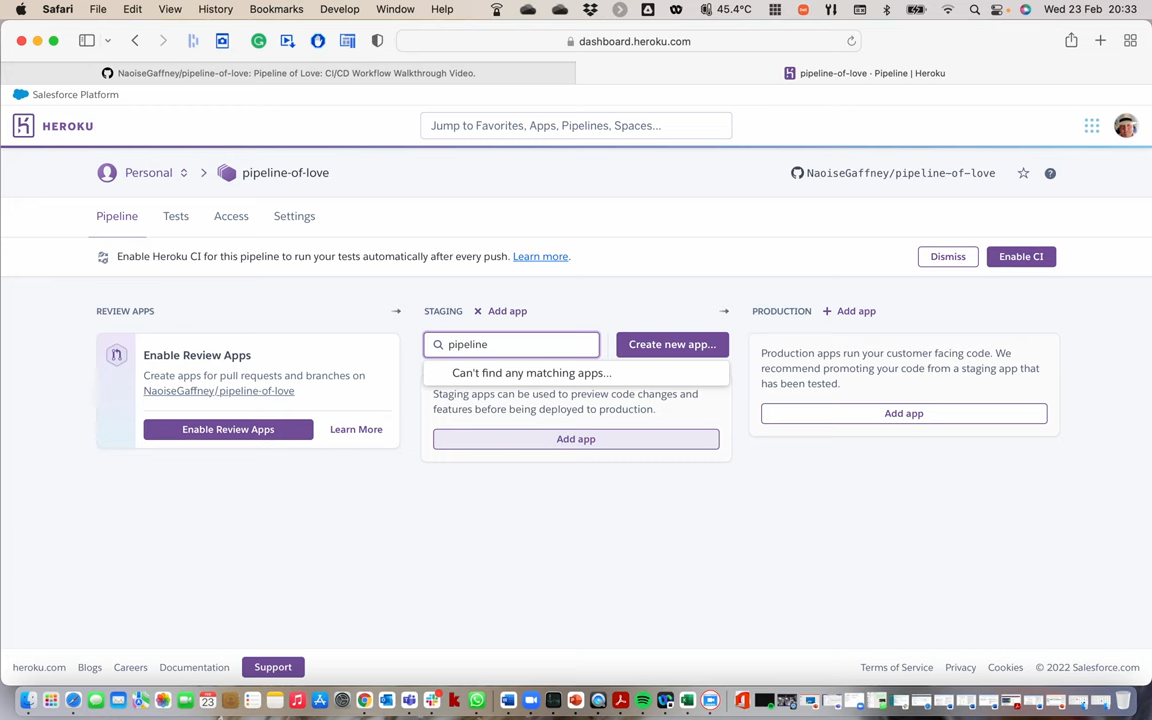 Safari File Edit View History Bookmarks Develop Window Help 45.4°C Wed 23 Feb 20:33
dashboard.heroku.com
NaoiseGaffney/pipeline-of-love: Pipeline of Love: CI/CD Workflow Walkthrough Video.
pipeline-of-love · Pipeline | Heroku
Salesforce Platform
HEROKU
Jump to Favorites, Apps, Pipelines, Spaces...
Personal
pipeline-of-love
NaoiseGaffney/pipeline-of-love
Pipeline Tests Access Settings
Enable Heroku CI for this pipeline to run your tests automatically after every push. Learn more.
Dismiss
Enable CI
REVIEW APPS
Enable Review Apps
Create apps for pull requests and branches on
NaoiseGaffney/pipeline-of-love
Enable Review Apps
Learn More
STAGING
Add app
pipeline
Create new app...
Can't find any matching apps...
Staging apps can be used to preview code changes and
features before being deployed to production.
Add app
PRODUCTION
Add app
Production apps run your customer facing code. We
recommend promoting your code from a staging app that
has been tested.
Add app
heroku.com Blogs Careers Documentation Support
Terms of Service Privacy Cookies © 2022 Salesforce.com